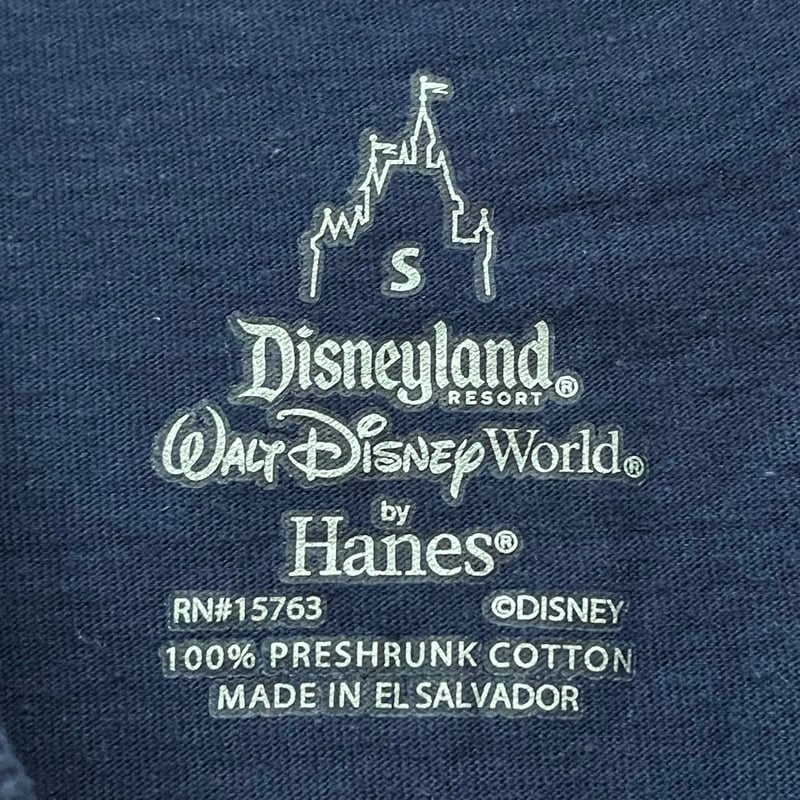 S
Disneyland®
RESORT
WALT DISNEY World®
by
Hanes®
RN#15763 ©DISNEY
100% PRESHRUNK COTTON
MADE IN EL SALVADOR